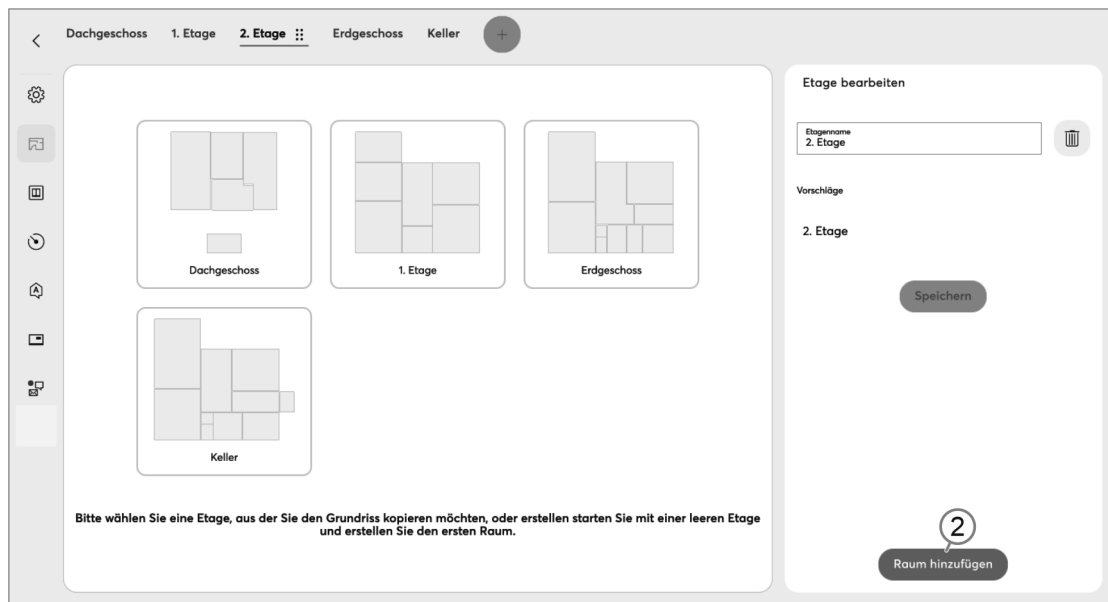 Dachgeschoss 1. Etage 2. Etage Erdgeschoss Keller +
Etage bearbeiten
Etagenname
2. Etage
Vorschläge
2. Etage
Speichern
Dachgeschoss 1. Etage Erdgeschoss
Keller
Bitte wählen Sie eine Etage, aus der Sie den Grundriss kopieren möchten, oder erstellen starten Sie mit einer leeren Etage
und erstellen Sie den ersten Raum.
2
Raum hinzufügen